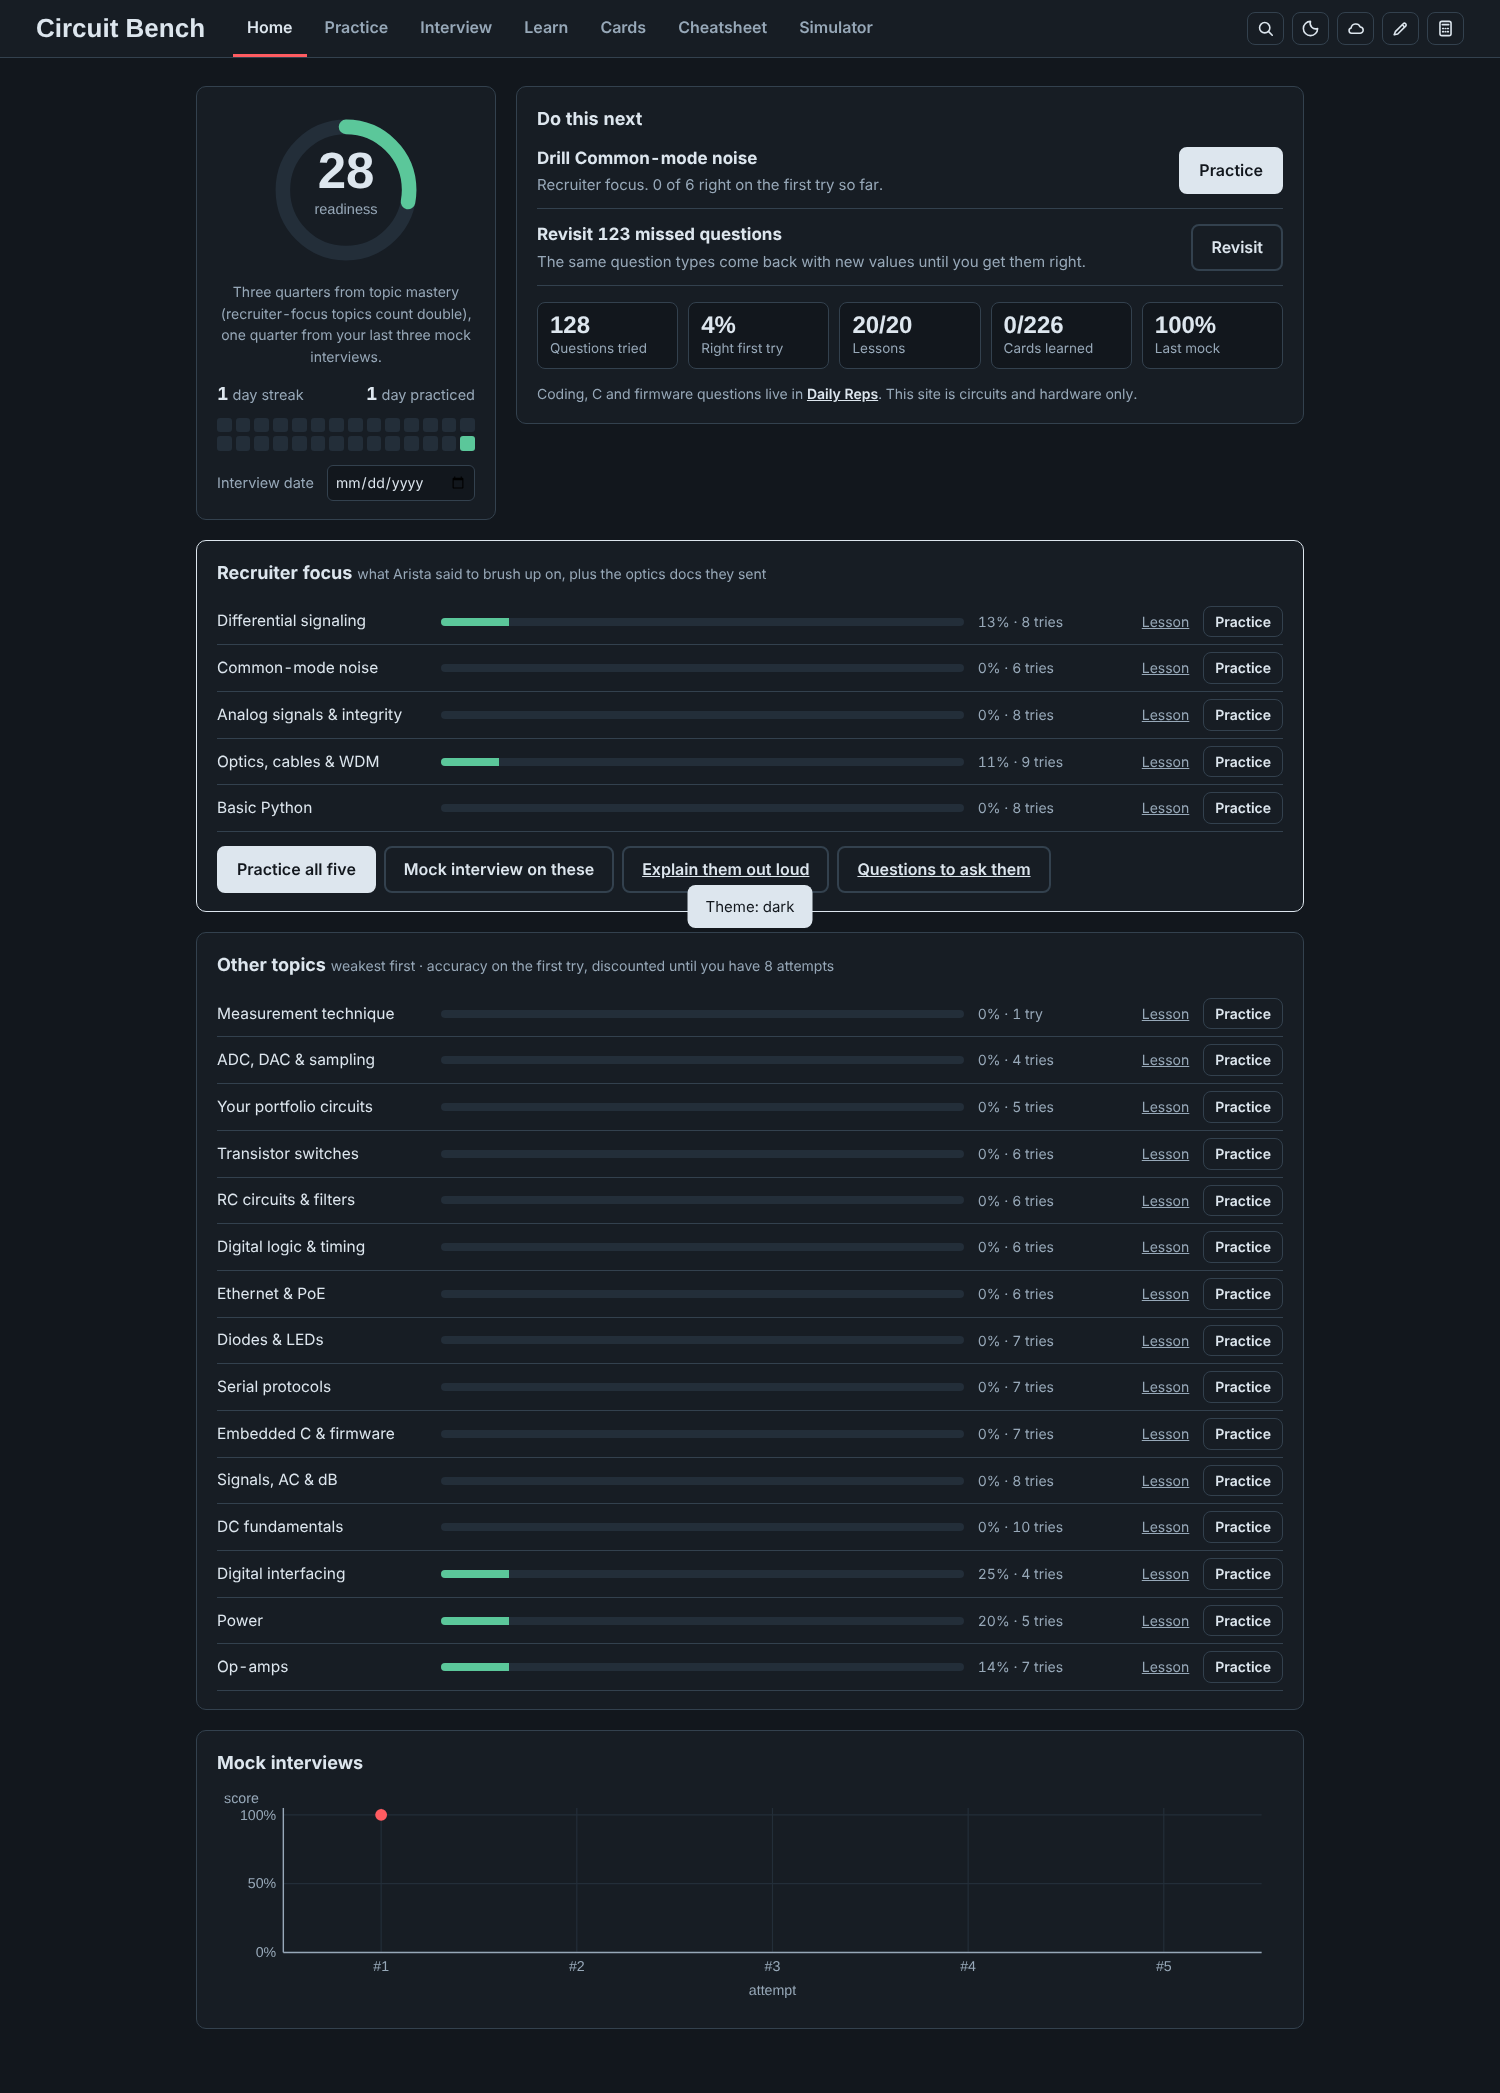 Circuit Bench
Home
Practice
Interview
Learn
Cards
Cheatsheet
Simulator
28
readiness
Three quarters from topic mastery
(recruiter-focus topics count double),
one quarter from your last three mock
interviews.
1 day streak
1 day practiced
Interview date
mm/dd/yyyy
Do this next
Drill Common-mode noise
Recruiter focus. 0 of 6 right on the first try so far.
Practice
Revisit 123 missed questions
The same question types come back with new values until you get them right.
Revisit
128
Questions tried
4%
Right first try
20/20
Lessons
0/226
Cards learned
100%
Last mock
Coding, C and firmware questions live in Daily Reps. This site is circuits and hardware only.
Recruiter focus what Arista said to brush up on, plus the optics docs they sent
Differential signaling 13% · 8 tries Lesson Practice
Common-mode noise 0% · 6 tries Lesson Practice
Analog signals & integrity 0% · 8 tries Lesson Practice
Optics, cables & WDM 11% · 9 tries Lesson Practice
Basic Python 0% · 8 tries Lesson Practice
Practice all five
Mock interview on these
Explain them out loud
Questions to ask them
Theme: dark
Other topics weakest first · accuracy on the first try, discounted until you have 8 attempts
Measurement technique 0% · 1 try Lesson Practice
ADC, DAC & sampling 0% · 4 tries Lesson Practice
Your portfolio circuits 0% · 5 tries Lesson Practice
Transistor switches 0% · 6 tries Lesson Practice
RC circuits & filters 0% · 6 tries Lesson Practice
Digital logic & timing 0% · 6 tries Lesson Practice
Ethernet & PoE 0% · 6 tries Lesson Practice
Diodes & LEDs 0% · 7 tries Lesson Practice
Serial protocols 0% · 7 tries Lesson Practice
Embedded C & firmware 0% · 7 tries Lesson Practice
Signals, AC & dB 0% · 8 tries Lesson Practice
DC fundamentals 0% · 10 tries Lesson Practice
Digital interfacing 25% · 4 tries Lesson Practice
Power 20% · 5 tries Lesson Practice
Op-amps 14% · 7 tries Lesson Practice
Mock interviews
score
100%
50%
0%
#1 #2 #3 #4 #5
attempt